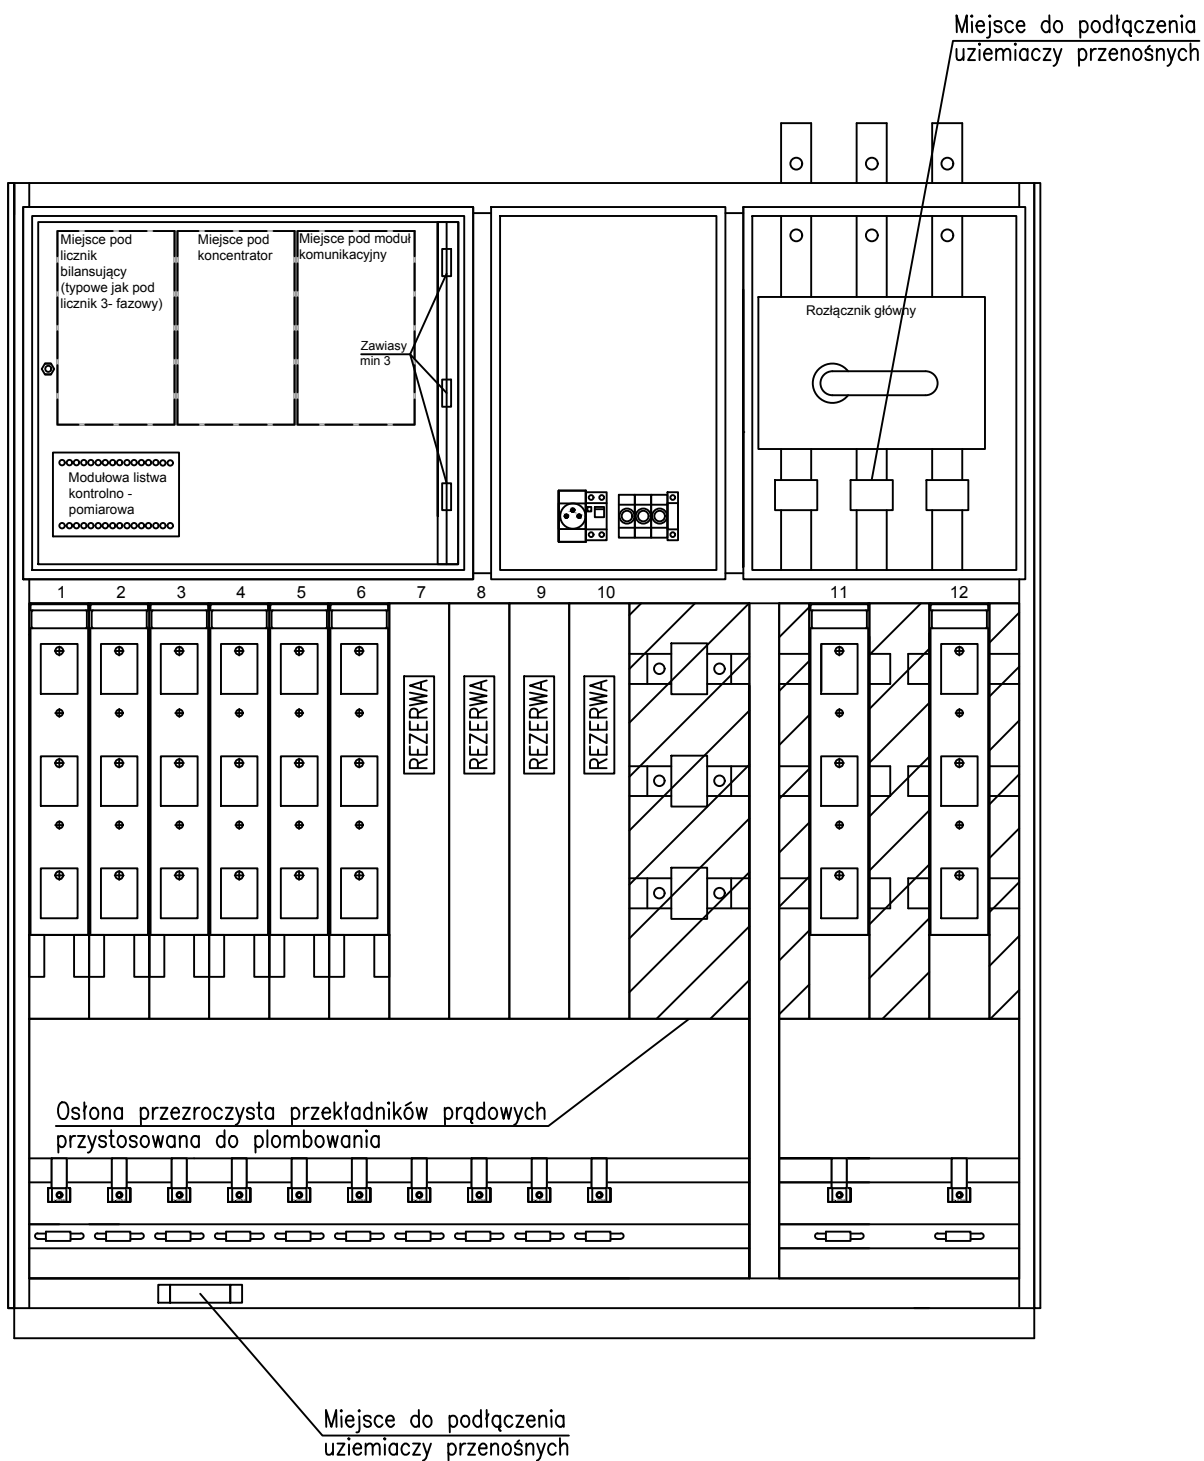 Miejsce do podłączenia
uziemiaczy przenośnych
Miejsce pod
licznik
bilansujący
(typowe jak pod
licznik 3- fazowy)
Miejsce pod
koncentrator
Miejsce pod moduł
komunikacyjny
Zawiasy
min 3
Modułowa listwa
kontrolno -
pomiarowa
Rozłącznik główny
1 2 3 4 5 6 7 8 9 10 11 12
REZERWA
REZERWA
REZERWA
REZERWA
Osłona przezroczysta przekładników prądowych
przystosowana do plombowania
Miejsce do podłączenia
uziemiaczy przenośnych